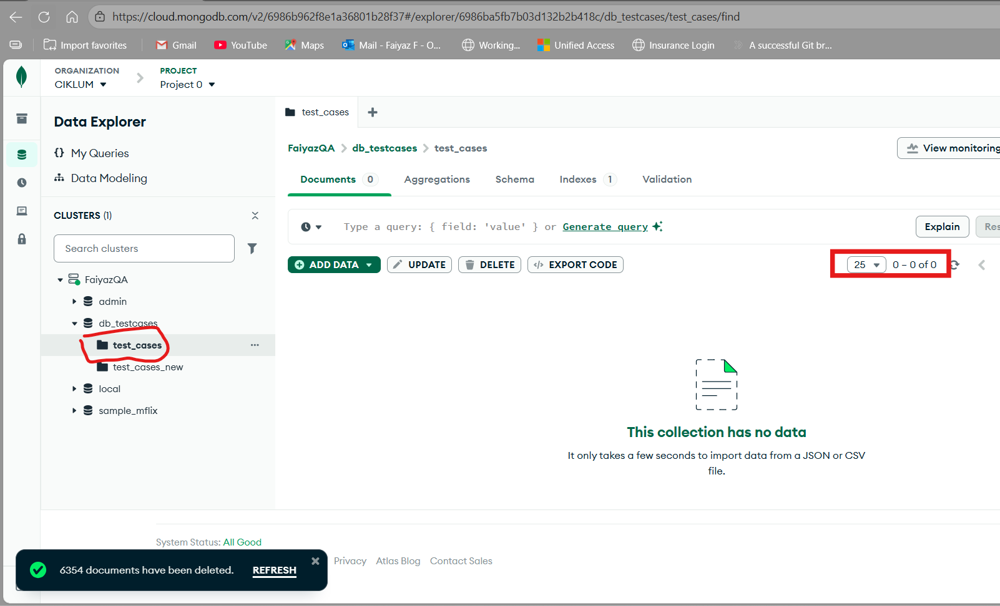 https://cloud.mongodb.com/v2/6986b962f8e1a36801b28f37#/explorer/6986ba5fb7b03d132b2b418c/db_testcases/test_cases/find
Import favorites
Gmail
YouTube
Maps
Mail - Faiyaz F - O...
Working...
Unified Access
Insurance Login
A successful Git br...
ORGANIZATION
CIKLUM
PROJECT
Project 0
Data Explorer
{} My Queries
Data Modeling
CLUSTERS (1)
Search clusters
FaiyazQA
admin
db_testcases
test_cases
test_cases_new
local
sample_mflix
test_cases
FaiyazQA > db_testcases > test_cases
View monitoring
Documents 0
Aggregations
Schema
Indexes 1
Validation
Type a query: { field: 'value' } or Generate query
Explain
Res
ADD DATA
UPDATE
DELETE
EXPORT CODE
25
0 – 0 of 0
This collection has no data
It only takes a few seconds to import data from a JSON or CSV
file.
System Status: All Good
6354 documents have been deleted.
REFRESH
Privacy
Atlas Blog
Contact Sales